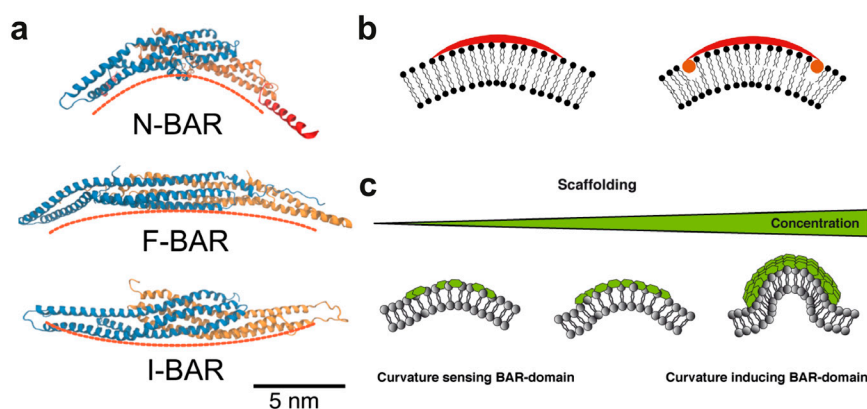 a
N-BAR
F-BAR
I-BAR
5 nm
b
c
Scaffolding
Concentration
Curvature sensing BAR-domain
Curvature inducing BAR-domain